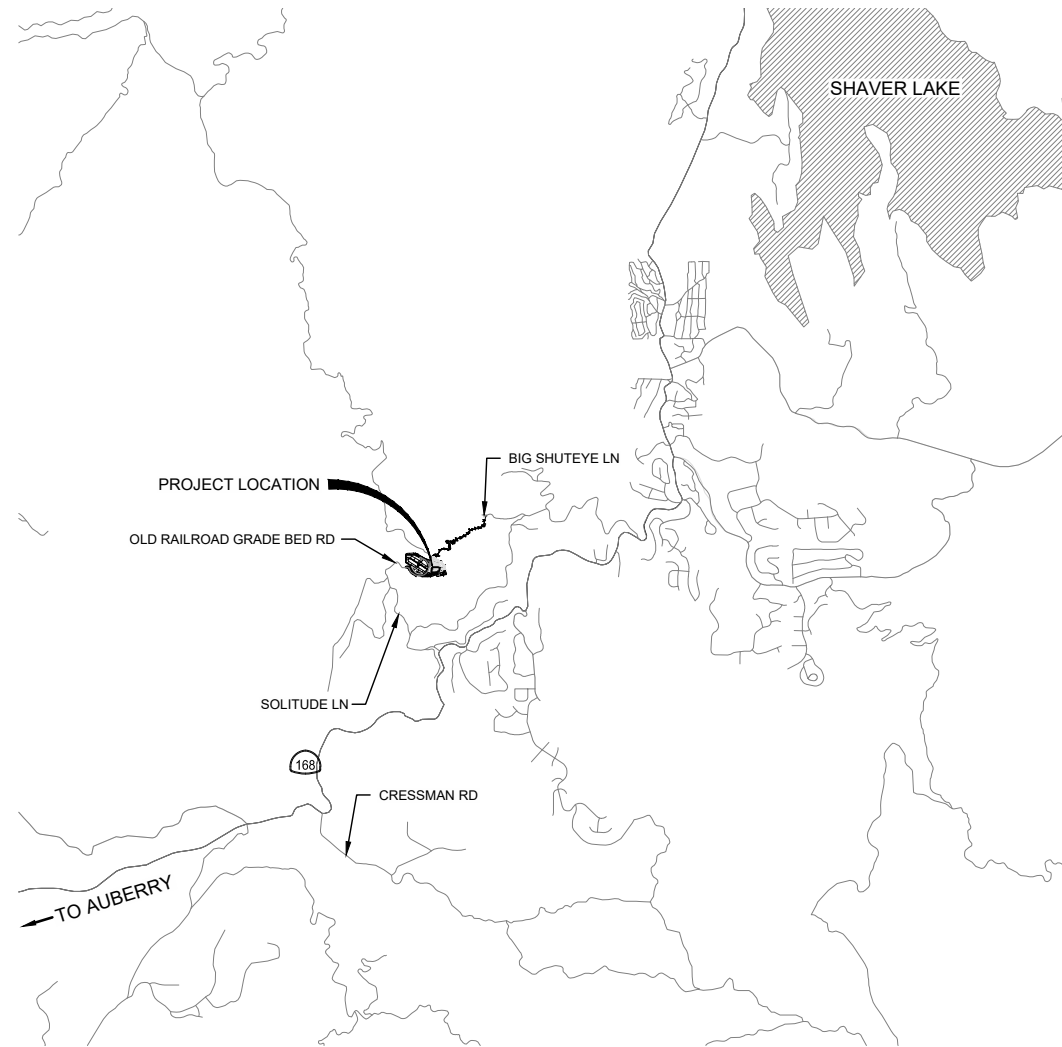 SHAVER LAKE
BIG SHUTEYE LN
PROJECT LOCATION
OLD RAILROAD GRADE BED RD
SOLITUDE LN
168
CRESSMAN RD
TO AUBERRY